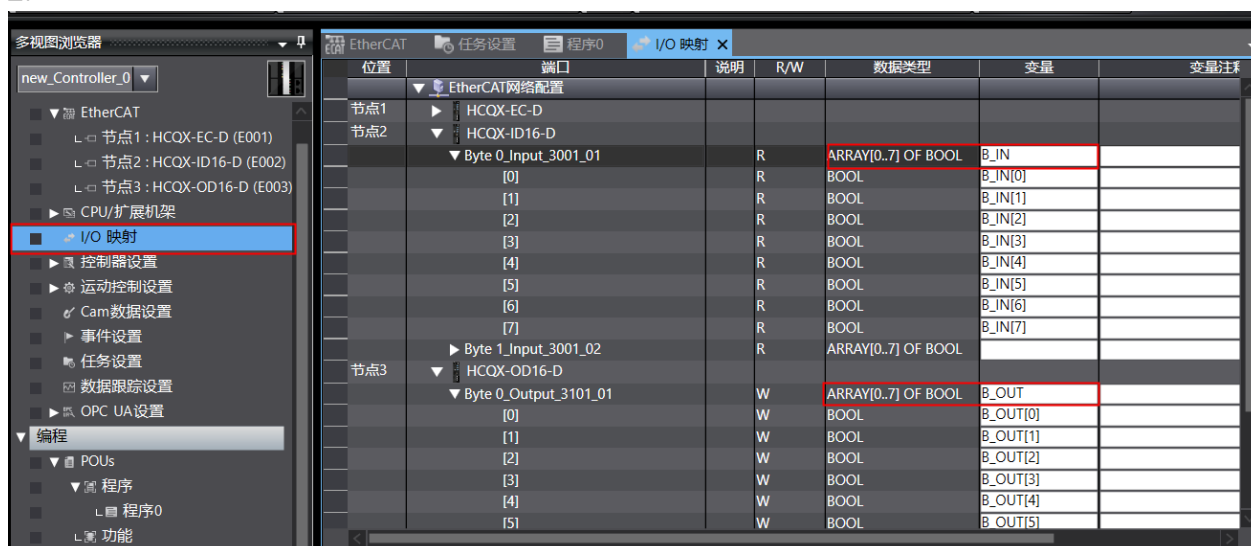 多视图浏览器
new_Controller_0
EtherCAT
节点1 : HCQX-EC-D (E001)
节点2 : HCQX-ID16-D (E002)
节点3 : HCQX-OD16-D (E003)
CPU/扩展机架
I/O 映射
控制器设置
运动控制设置
Cam数据设置
事件设置
任务设置
数据跟踪设置
OPC UA设置
编程
POUs
程序
程序0
功能
EtherCAT 任务设置 程序0 I/O 映射
位置 端口 说明 R/W 数据类型 变量 变量注释
EtherCAT网络配置
节点1 HCQX-EC-D
节点2 HCQX-ID16-D
Byte 0_Input_3001_01 R ARRAY[0..7] OF BOOL B_IN
[0] R BOOL B_IN[0]
[1] R BOOL B_IN[1]
[2] R BOOL B_IN[2]
[3] R BOOL B_IN[3]
[4] R BOOL B_IN[4]
[5] R BOOL B_IN[5]
[6] R BOOL B_IN[6]
[7] R BOOL B_IN[7]
Byte 1_Input_3001_02 R ARRAY[0..7] OF BOOL
节点3 HCQX-OD16-D
Byte 0_Output_3101_01 W ARRAY[0..7] OF BOOL B_OUT
[0] W BOOL B_OUT[0]
[1] W BOOL B_OUT[1]
[2] W BOOL B_OUT[2]
[3] W BOOL B_OUT[3]
[4] W BOOL B_OUT[4]
[5] W BOOL B_OUT[5]